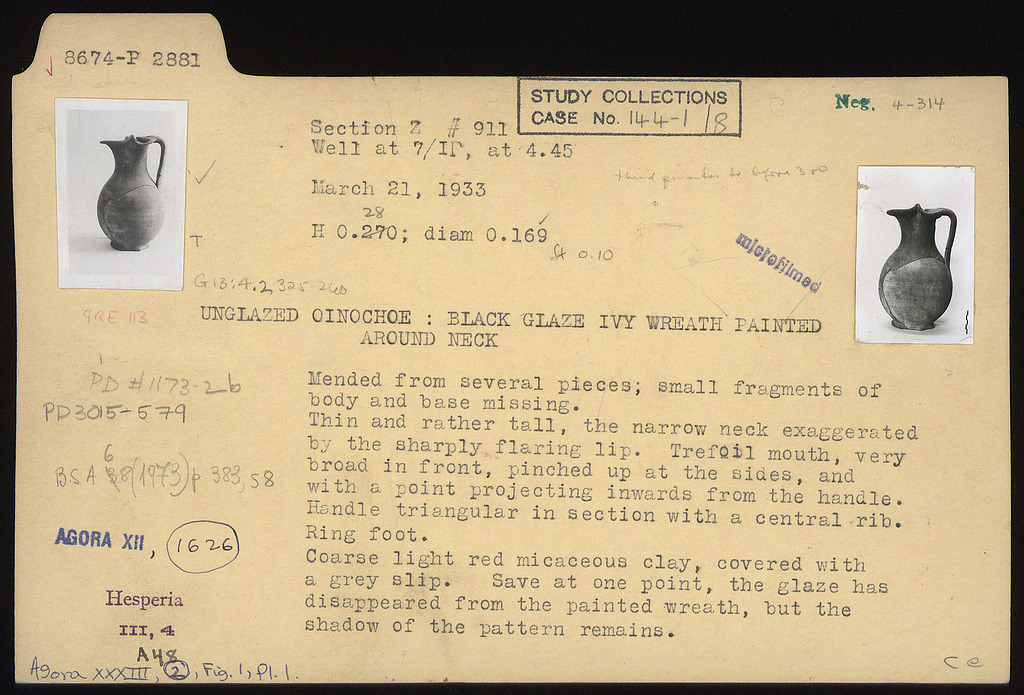 8674-P 2881
STUDY COLLECTIONS
CASE No. 144-1/8
Neg. 4-314
Section Z # 911
Well at 7/ΙΓ, at 4.45
March 21, 1933
28
H 0.270; diam 0.169
St 0.10
T
microfilmed
G13:4.2 325-260
GRE 113
UNGLAZED OINOCHOE : BLACK GLAZE IVY WREATH PAINTED
AROUND NECK
PD #1173-2b
PD3015-579
6
BSA 38(1973)p 383, 58
AGORA XII, 1626
Hesperia
III, 4
A48
Agora XXXIII, 2, Fig. 1, Pl. 1.
Mended from several pieces; small fragments of
body and base missing.
Thin and rather tall, the narrow neck exaggerated
by the sharply flaring lip. Trefoil mouth, very
broad in front, pinched up at the sides, and
with a point projecting inwards from the handle.
Handle triangular in section with a central rib.
Ring foot.
Coarse light red micaceous clay, covered with
a grey slip. Save at one point, the glaze has
disappeared from the painted wreath, but the
shadow of the pattern remains.
Ce